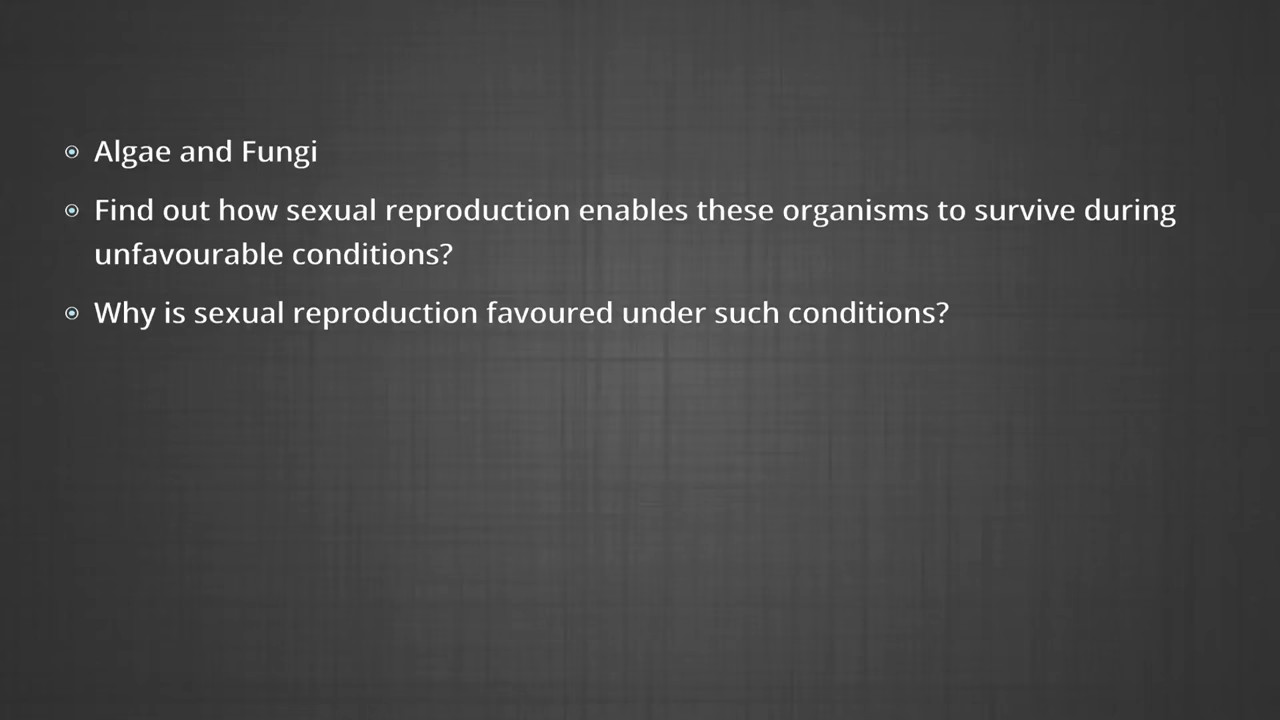 Algae and Fungi
Find out how sexual reproduction enables these organisms to survive during
unfavourable conditions?
Why is sexual reproduction favoured under such conditions?